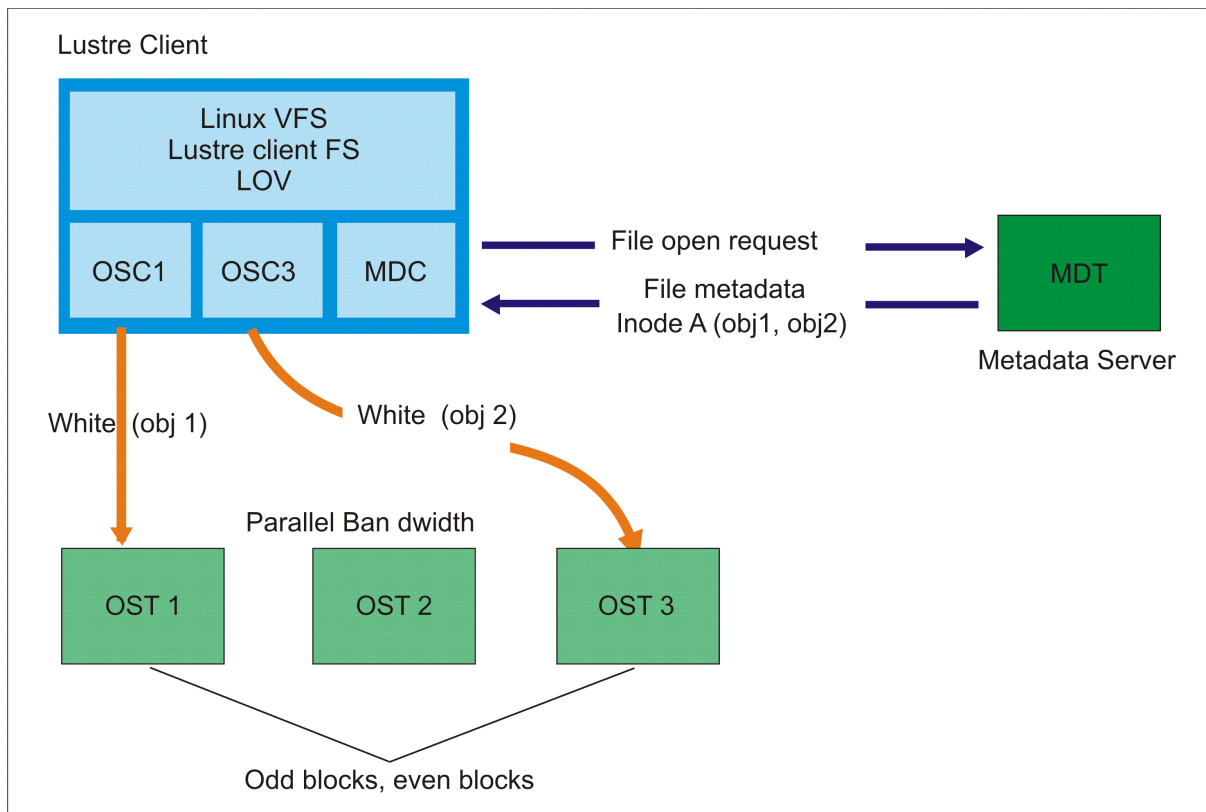 Lustre Client
Linux VFS
Lustre client FS
LOV
OSC1
OSC3
MDC
File open request
File metadata
Inode A (obj1, obj2)
MDT
Metadata Server
White (obj 1)
White (obj 2)
Parallel Ban dwidth
OST 1
OST 2
OST 3
Odd blocks, even blocks